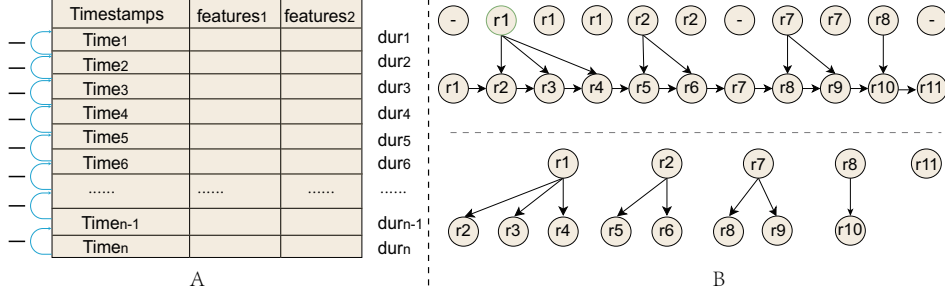 Timestamps features1 features2
Time1 dur1
Time2 dur2
Time3 dur3
Time4 dur4
Time5 dur5
Time6 dur6
...... ...... ...... ......
Timen-1 durn-1
Timen durn
A
- r1 r1 r1 r2 r2 - r7 r7 r8 -
r1 r2 r3 r4 r5 r6 r7 r8 r9 r10 r11
r1 r2 r7 r8 r11
r2 r3 r4 r5 r6 r8 r9 r10
B